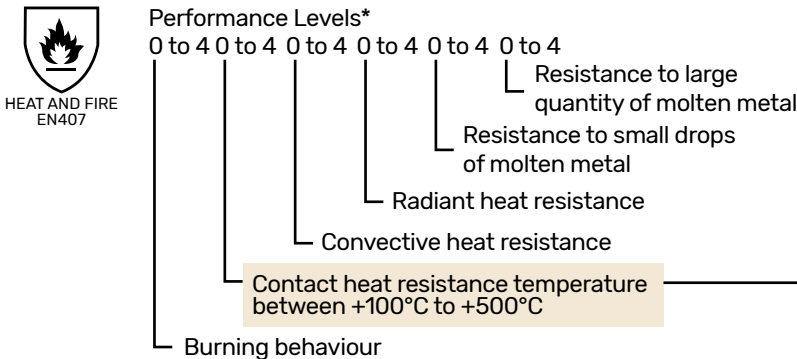 Performance Levels*
0 to 4 0 to 4 0 to 4 0 to 4 0 to 4 0 to 4
HEAT AND FIRE
EN407
Resistance to large
quantity of molten metal
Resistance to small drops
of molten metal
Radiant heat resistance
Convective heat resistance
Contact heat resistance temperature
between +100°C to +500°C
Burning behaviour